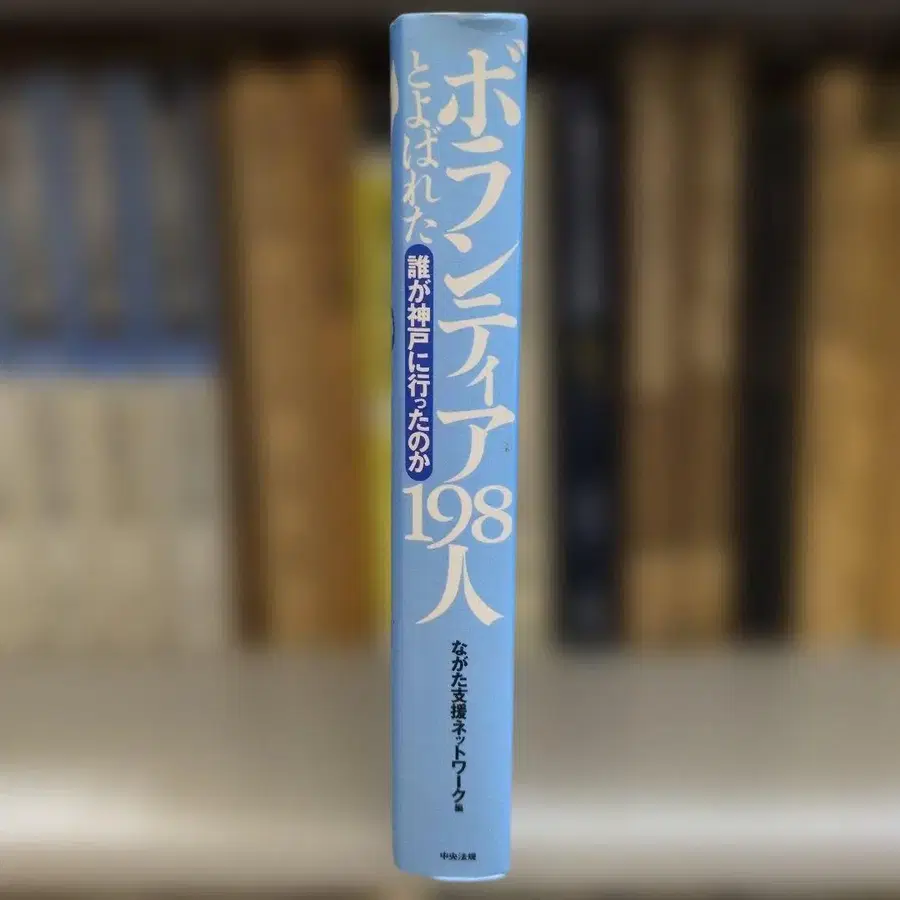 ボランティア
とよばれた
198人
誰が神戸に行ったのか
ながた支援ネットワーク編
中央法規